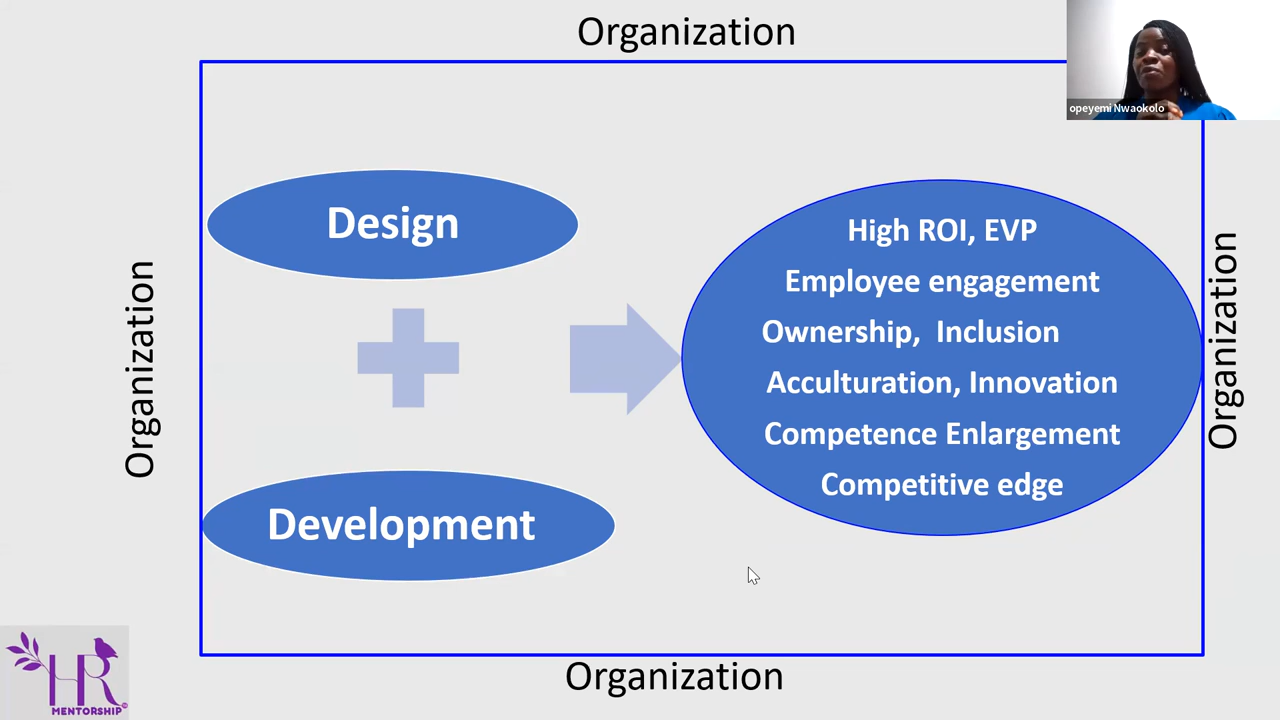 Organization
opeyemi Nwaokolo
Organization
Design
Development
High ROI, EVP
Employee engagement
Ownership, Inclusion
Acculturation, Innovation
Competence Enlargement
Competitive edge
Organization
Organization
HR
MENTORSHIP